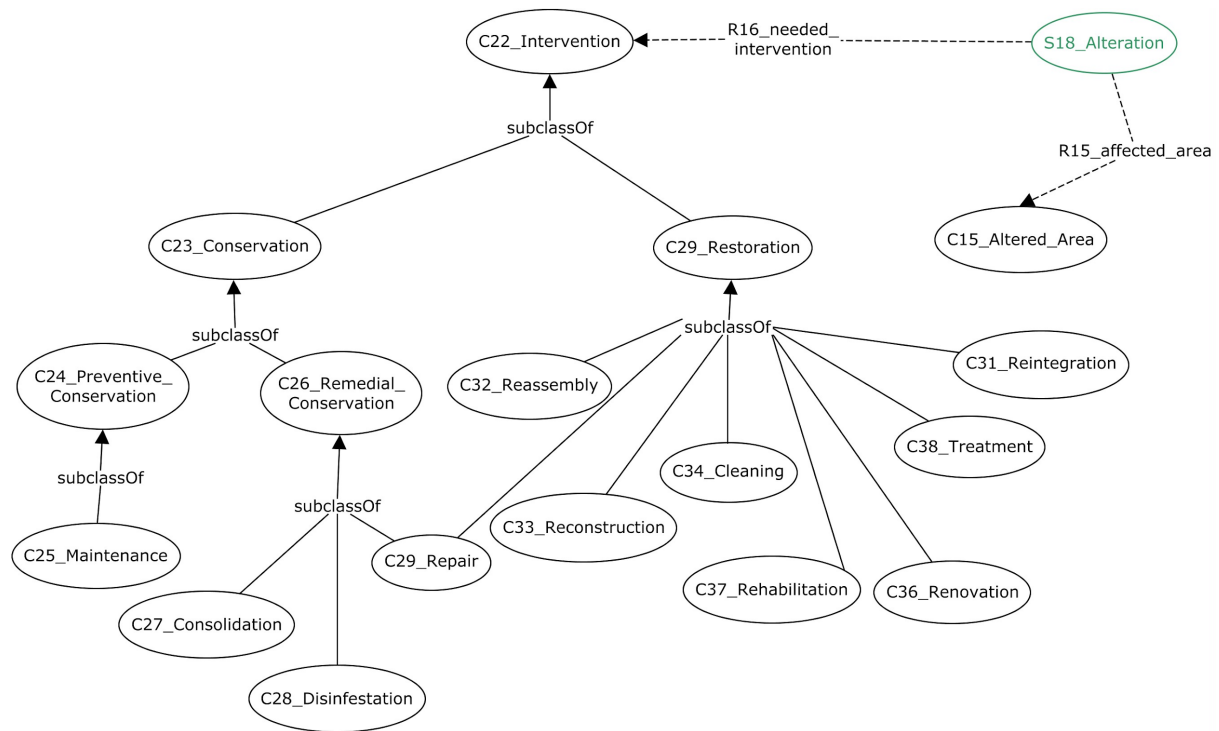 C22_Intervention
R16_needed_
intervention
S18_Alteration
subclassOf
R15_affected_area
C23_Conservation
C29_Restoration
C15_Altered_Area
subclassOf
subclassOf
C24_Preventive_
Conservation
C26_Remedial_
Conservation
C32_Reassembly
C31_Reintegration
C38_Treatment
C34_Cleaning
subclassOf
subclassOf
C33_Reconstruction
C25_Maintenance
C29_Repair
C37_Rehabilitation
C36_Renovation
C27_Consolidation
C28_Disinfestation